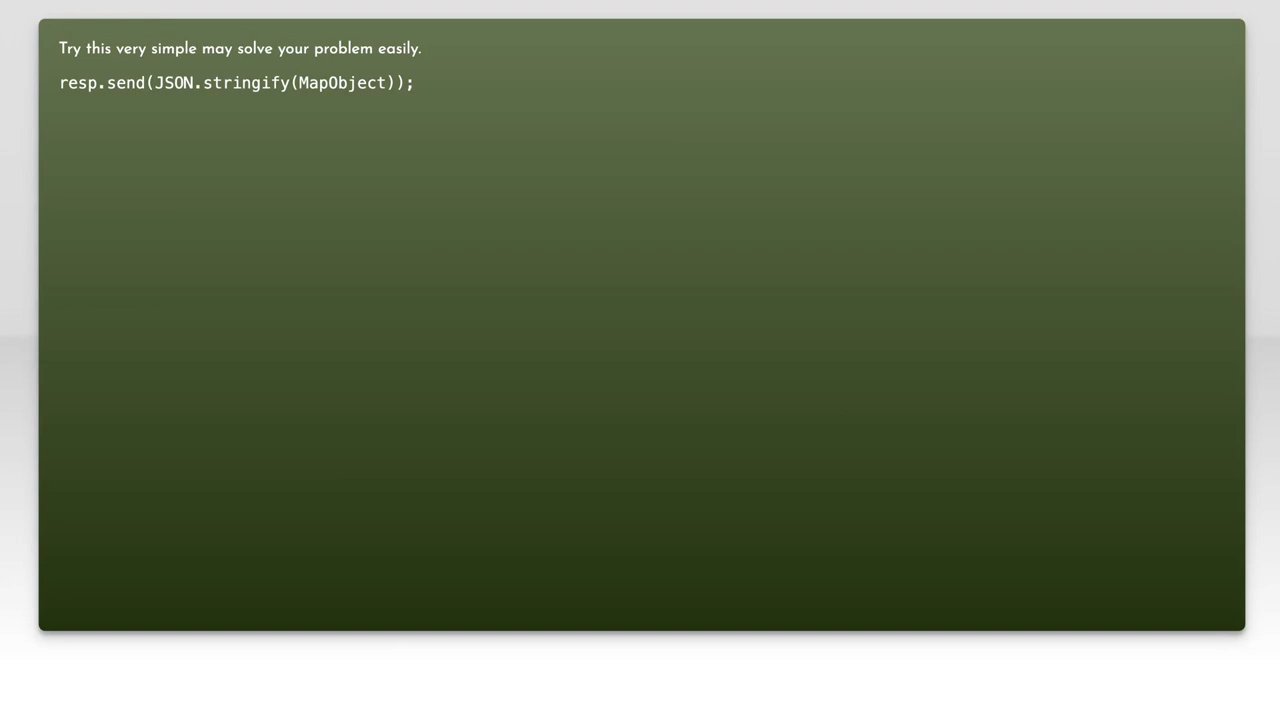 Try this very simple may solve your problem easily.
resp.send(JSON.stringify(MapObject));